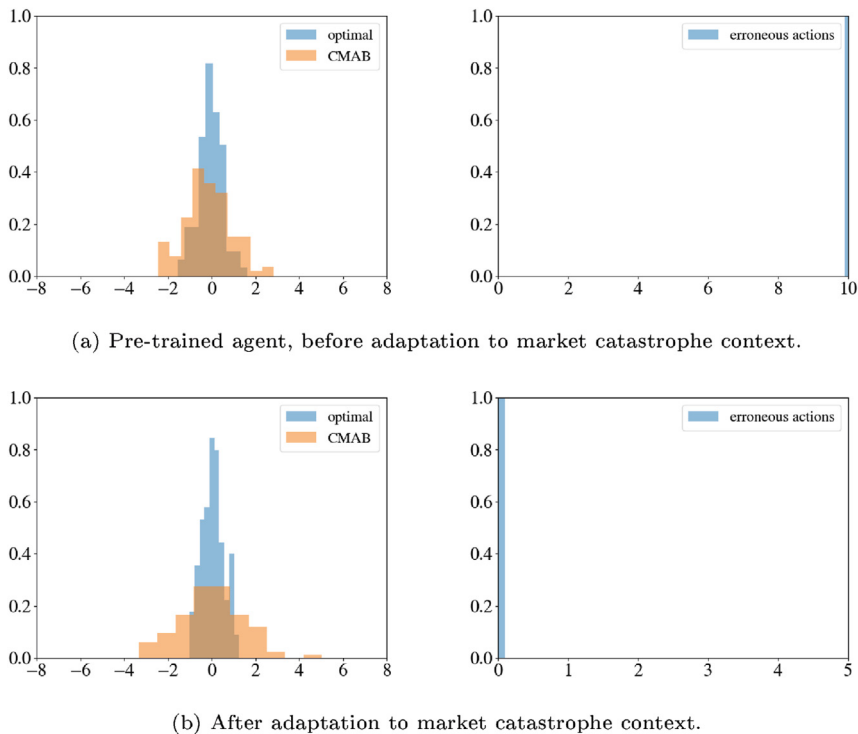 1.0
0.8
0.6
0.4
0.2
0.0
−8 −6 −4 −2 0 2 4 6 8
optimal
CMAB
1.0
0.8
0.6
0.4
0.2
0.0
0 2 4 6 8 10
erroneous actions
(a) Pre-trained agent, before adaptation to market catastrophe context.
1.0
0.8
0.6
0.4
0.2
0.0
−8 −6 −4 −2 0 2 4 6 8
optimal
CMAB
1.0
0.8
0.6
0.4
0.2
0.0
0 1 2 3 4 5
erroneous actions
(b) After adaptation to market catastrophe context.